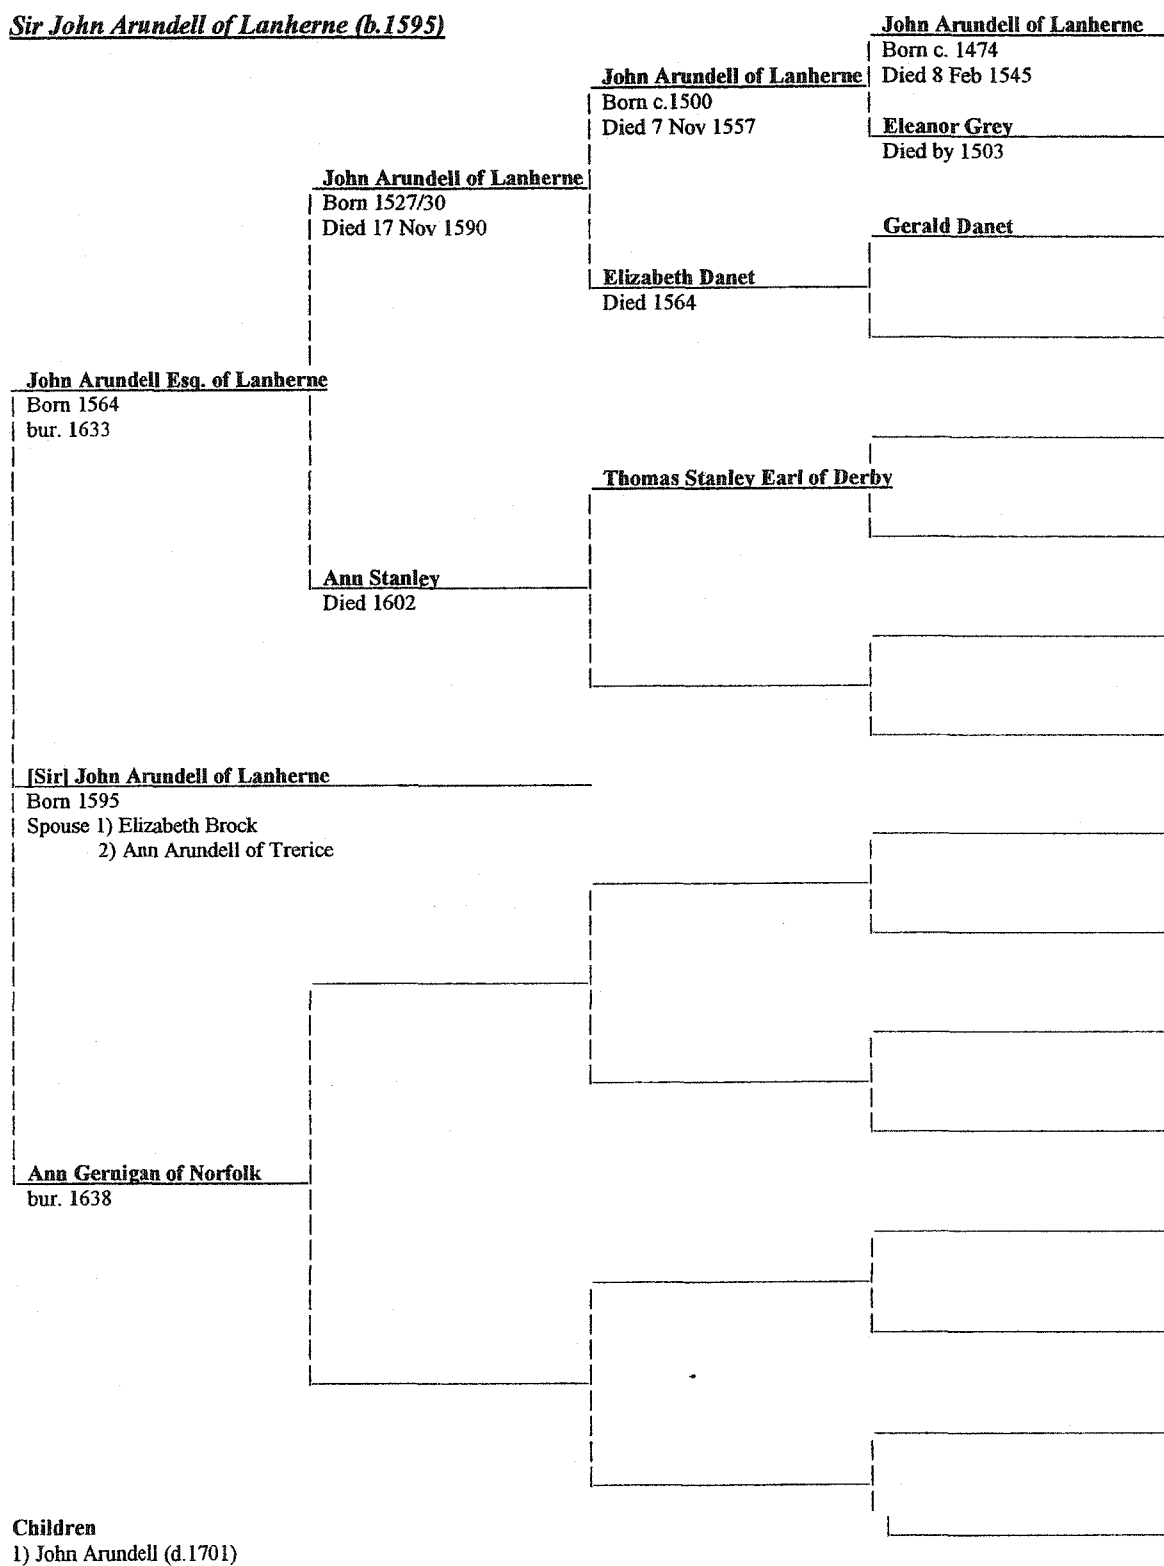 Sir John Arundell of Lanherne (b.1595)
John Arundell of Lanherne
Born c. 1474
Died 8 Feb 1545
John Arundell of Lanherne
Born c.1500
Died 7 Nov 1557
Eleanor Grey
Died by 1503
John Arundell of Lanherne
Born 1527/30
Died 17 Nov 1590
Gerald Danet
Elizabeth Danet
Died 1564
John Arundell Esq. of Lanherne
Born 1564
bur. 1633
Thomas Stanley Earl of Derby
Ann Stanley
Died 1602
[Sir] John Arundell of Lanherne
Born 1595
Spouse 1) Elizabeth Brock
2) Ann Arundell of Trerice
Ann Gernigan of Norfolk
bur. 1638
Children
1) John Arundell (d.1701)